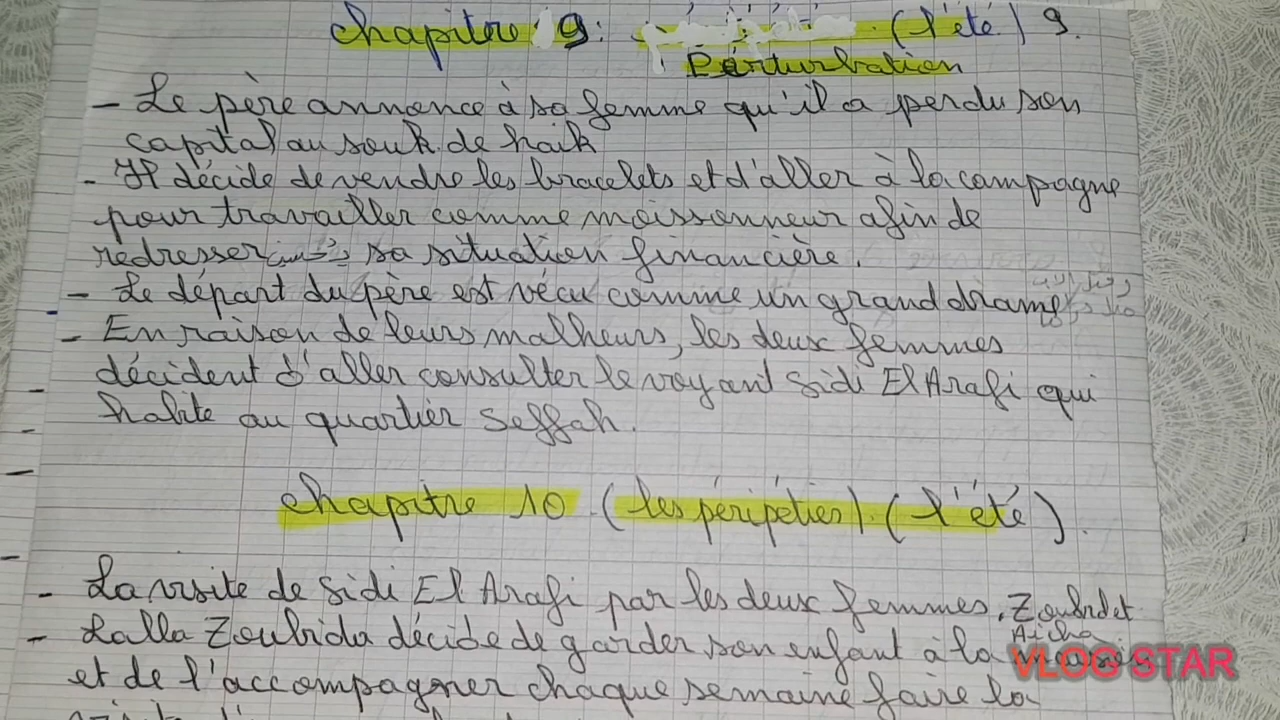 chapitre 9: (l'été) 9.
Perturbation
- Le père annonce à sa femme qu'il a perdu son
capital au souk de haik
- Il décide de vendre les bracelets et d'aller à la campagne
pour travailler comme moissonneur afin de
redresser sa situation financière.
- Le départ du père est vécu comme un grand drame
- En raison de leurs malheurs, les deux femmes
décident d'aller consulter le voyant Sidi El Arafi qui
habite au quartier Seffah.
chapitre 10 (les péripéties). (l'été).
- La visite de Sidi El Arafi par les deux femmes. Zoubid et
Aicha
- Lalla Zoubida décide de garder son enfant à la
VLOG STAR
et de l'accompagner chaque semaine faire la